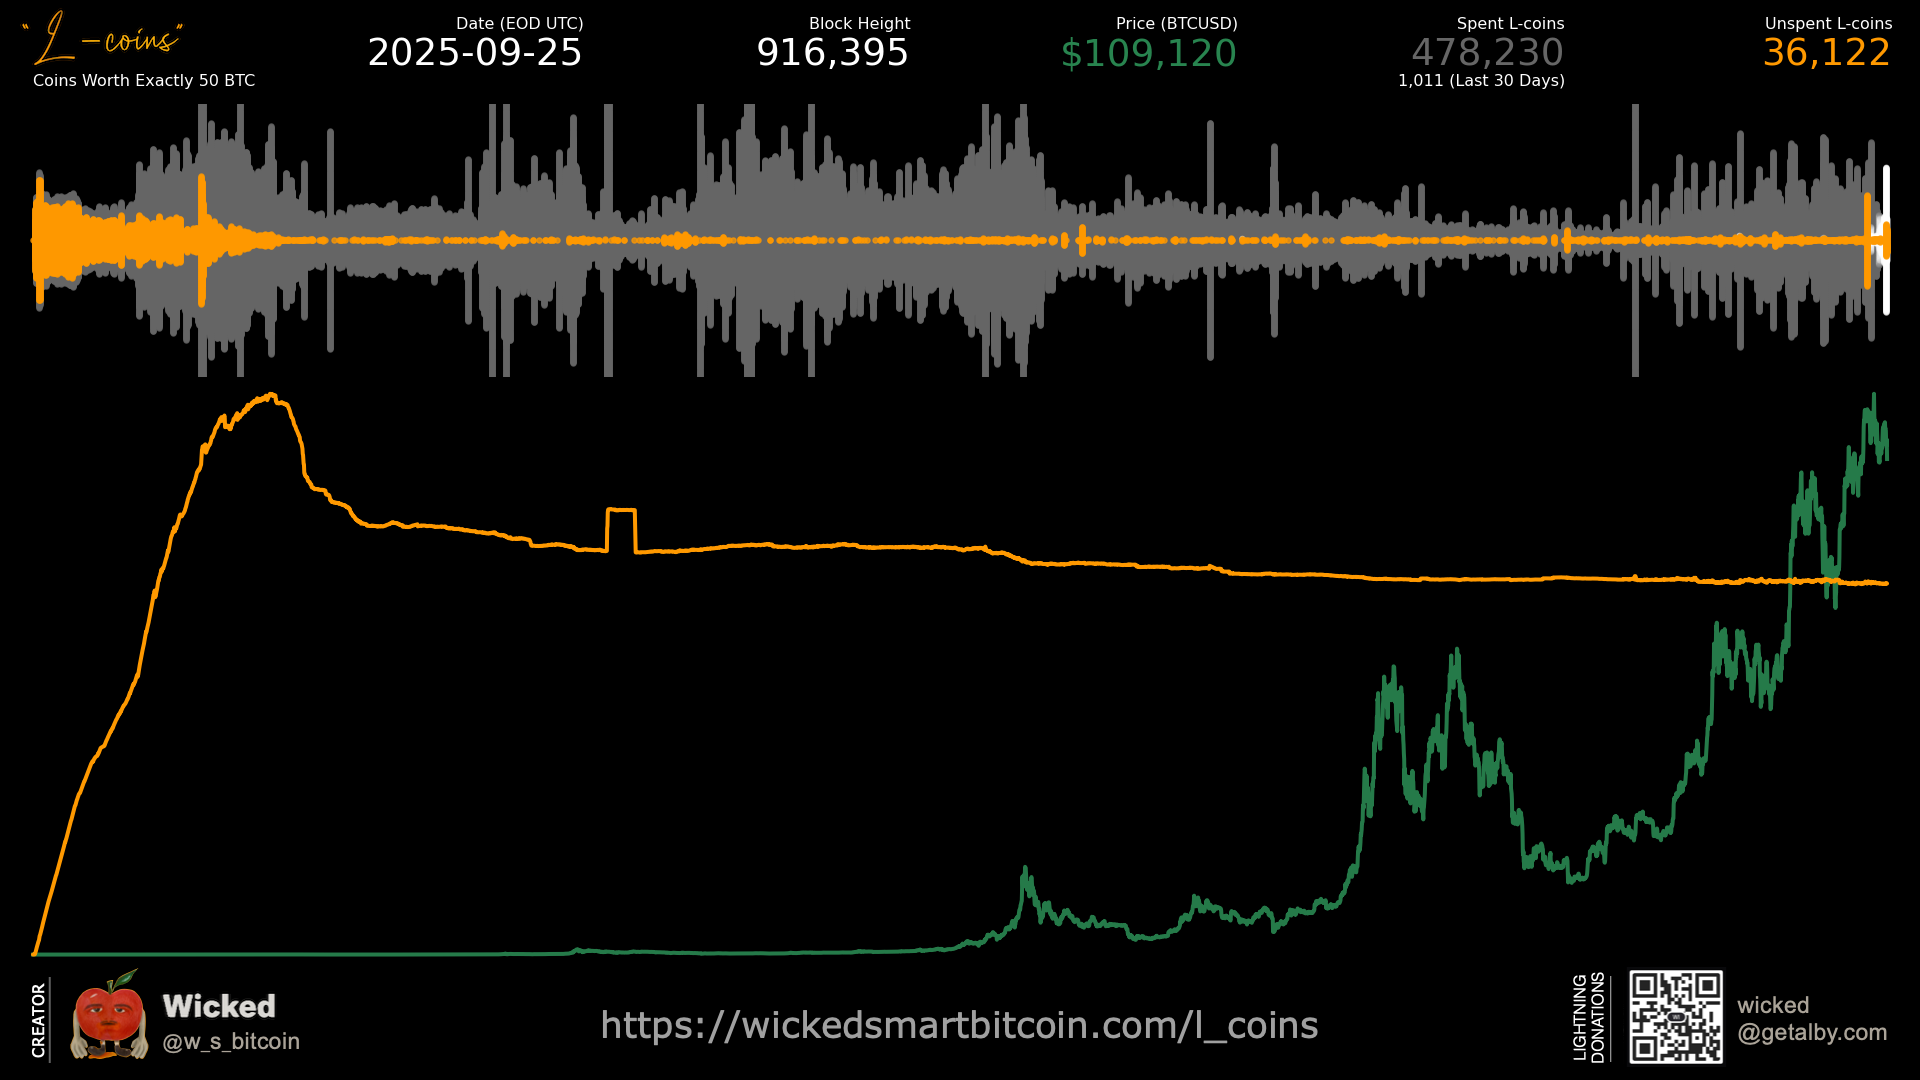 "L-coins"
Coins Worth Exactly 50 BTC
Date (EOD UTC)
2025-09-25
Block Height
916,395
Price (BTCUSD)
$109,120
Spent L-coins
478,230
1,011 (Last 30 Days)
Unspent L-coins
36,122
CREATOR
Wicked
@w_s_bitcoin
https://wickedsmartbitcoin.com/l_coins
LIGHTNING
DONATIONS
wicked
@getalby.com